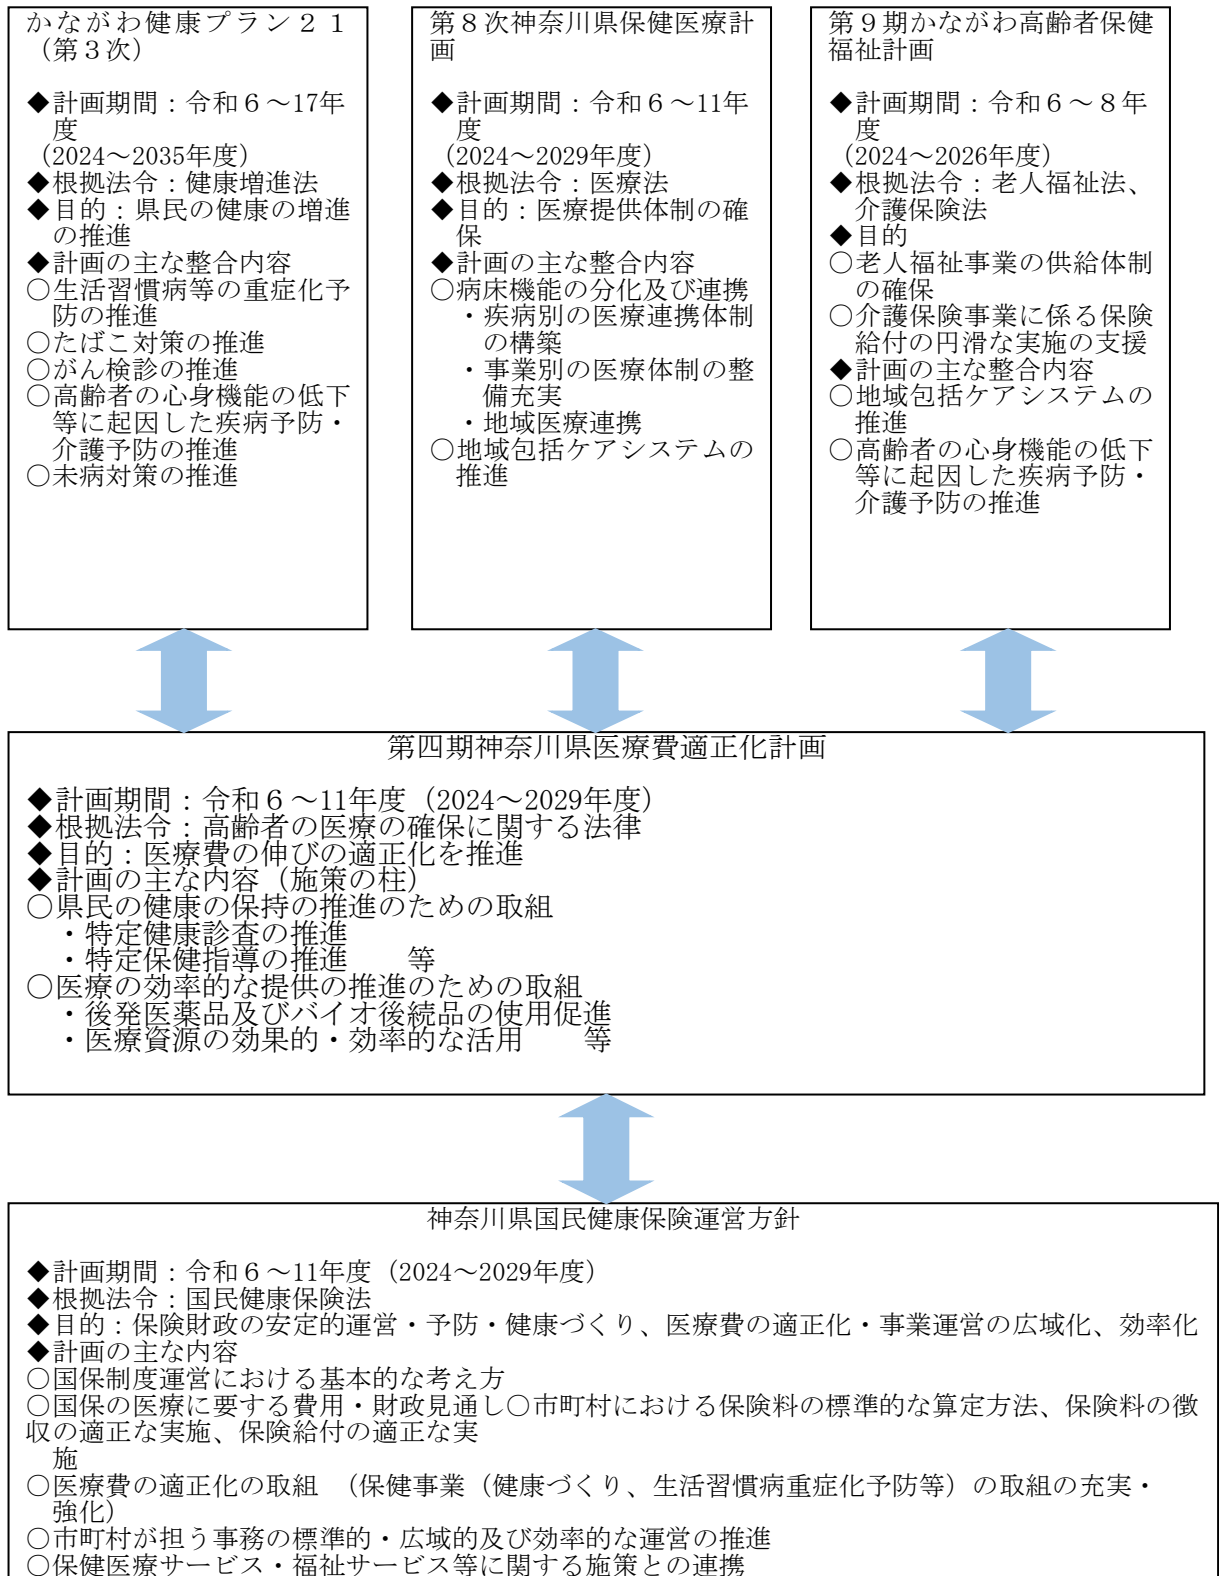 かながわ健康プラン２１
（第３次）
◆計画期間：令和６～17年
度
（2024～2035年度）
◆根拠法令：健康増進法
◆目的：県民の健康の増進
の推進
◆計画の主な整合内容
○生活習慣病等の重症化予
防の推進
○たばこ対策の推進
○がん検診の推進
○高齢者の心身機能の低下
等に起因した疾病予防・
介護予防の推進
○未病対策の推進
第８次神奈川県保健医療計
画
◆計画期間：令和６～11年
度
（2024～2029年度）
◆根拠法令：医療法
◆目的：医療提供体制の確
保
◆計画の主な整合内容
○病床機能の分化及び連携
・疾病別の医療連携体制
の構築
・事業別の医療体制の整
備充実
・地域医療連携
○地域包括ケアシステムの
推進
第９期かながわ高齢者保健
福祉計画
◆計画期間：令和６～８年
度
（2024～2026年度）
◆根拠法令：老人福祉法、
介護保険法
◆目的
○老人福祉事業の供給体制
の確保
○介護保険事業に係る保険
給付の円滑な実施の支援
◆計画の主な整合内容
○地域包括ケアシステムの
推進
○高齢者の心身機能の低下
等に起因した疾病予防・
介護予防の推進
第四期神奈川県医療費適正化計画
◆計画期間：令和６～11年度（2024～2029年度）
◆根拠法令：高齢者の医療の確保に関する法律
◆目的：医療費の伸びの適正化を推進
◆計画の主な内容（施策の柱）
○県民の健康の保持の推進のための取組
・特定健康診査の推進
・特定保健指導の推進　　等
○医療の効率的な提供の推進のための取組
・後発医薬品及びバイオ後続品の使用促進
・医療資源の効果的・効率的な活用　　等
神奈川県国民健康保険運営方針
◆計画期間：令和６～11年度（2024～2029年度）
◆根拠法令：国民健康保険法
◆目的：保険財政の安定的運営・予防・健康づくり、医療費の適正化・事業運営の広域化、効率化
◆計画の主な内容
○国保制度運営における基本的な考え方
○国保の医療に要する費用・財政見通し○市町村における保険料の標準的な算定方法、保険料の徴
収の適正な実施、保険給付の適正な実
施
○医療費の適正化の取組　（保健事業（健康づくり、生活習慣病重症化予防等）の取組の充実・
強化）
○市町村が担う事務の標準的・広域的及び効率的な運営の推進
○保健医療サービス・福祉サービス等に関する施策との連携